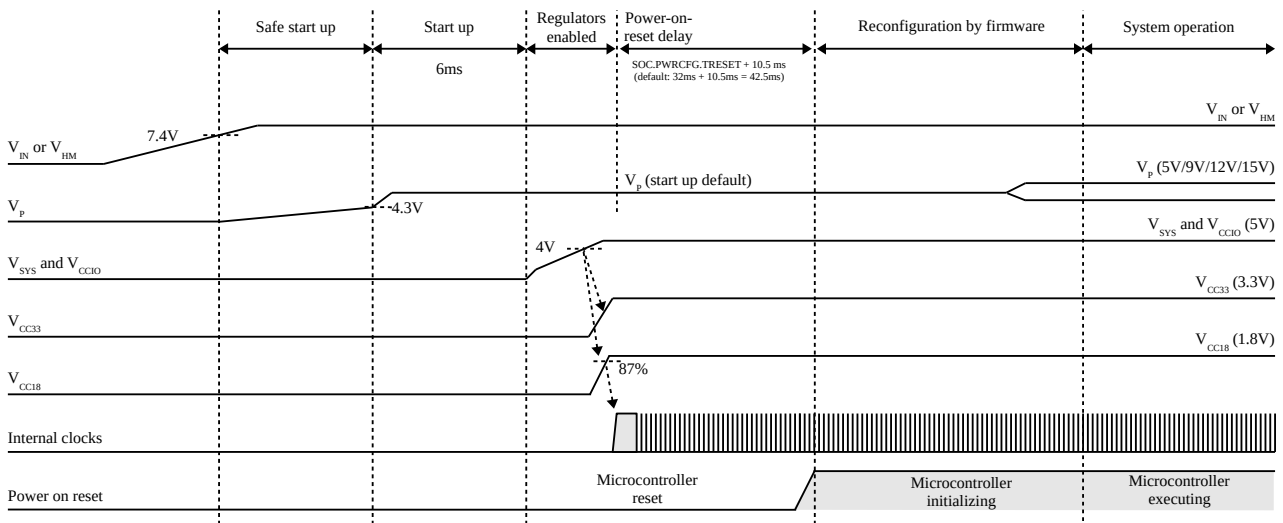 Safe start up
Start up
Regulators
enabled
Power-on-
reset delay
Reconfiguration by firmware
System operation
6ms
SOC.PWRCFG.TRESET + 10.5 ms
(default: 32ms + 10.5ms = 42.5ms)
VIN or VHM
7.4V
VIN or VHM
VP
4.3V
VP (start up default)
VP (5V/9V/12V/15V)
VSYS and VCCIO
4V
VSYS and VCCIO (5V)
VCC33
VCC33 (3.3V)
VCC18
87%
VCC18 (1.8V)
Internal clocks
Power on reset
Microcontroller
reset
Microcontroller
initializing
Microcontroller
executing